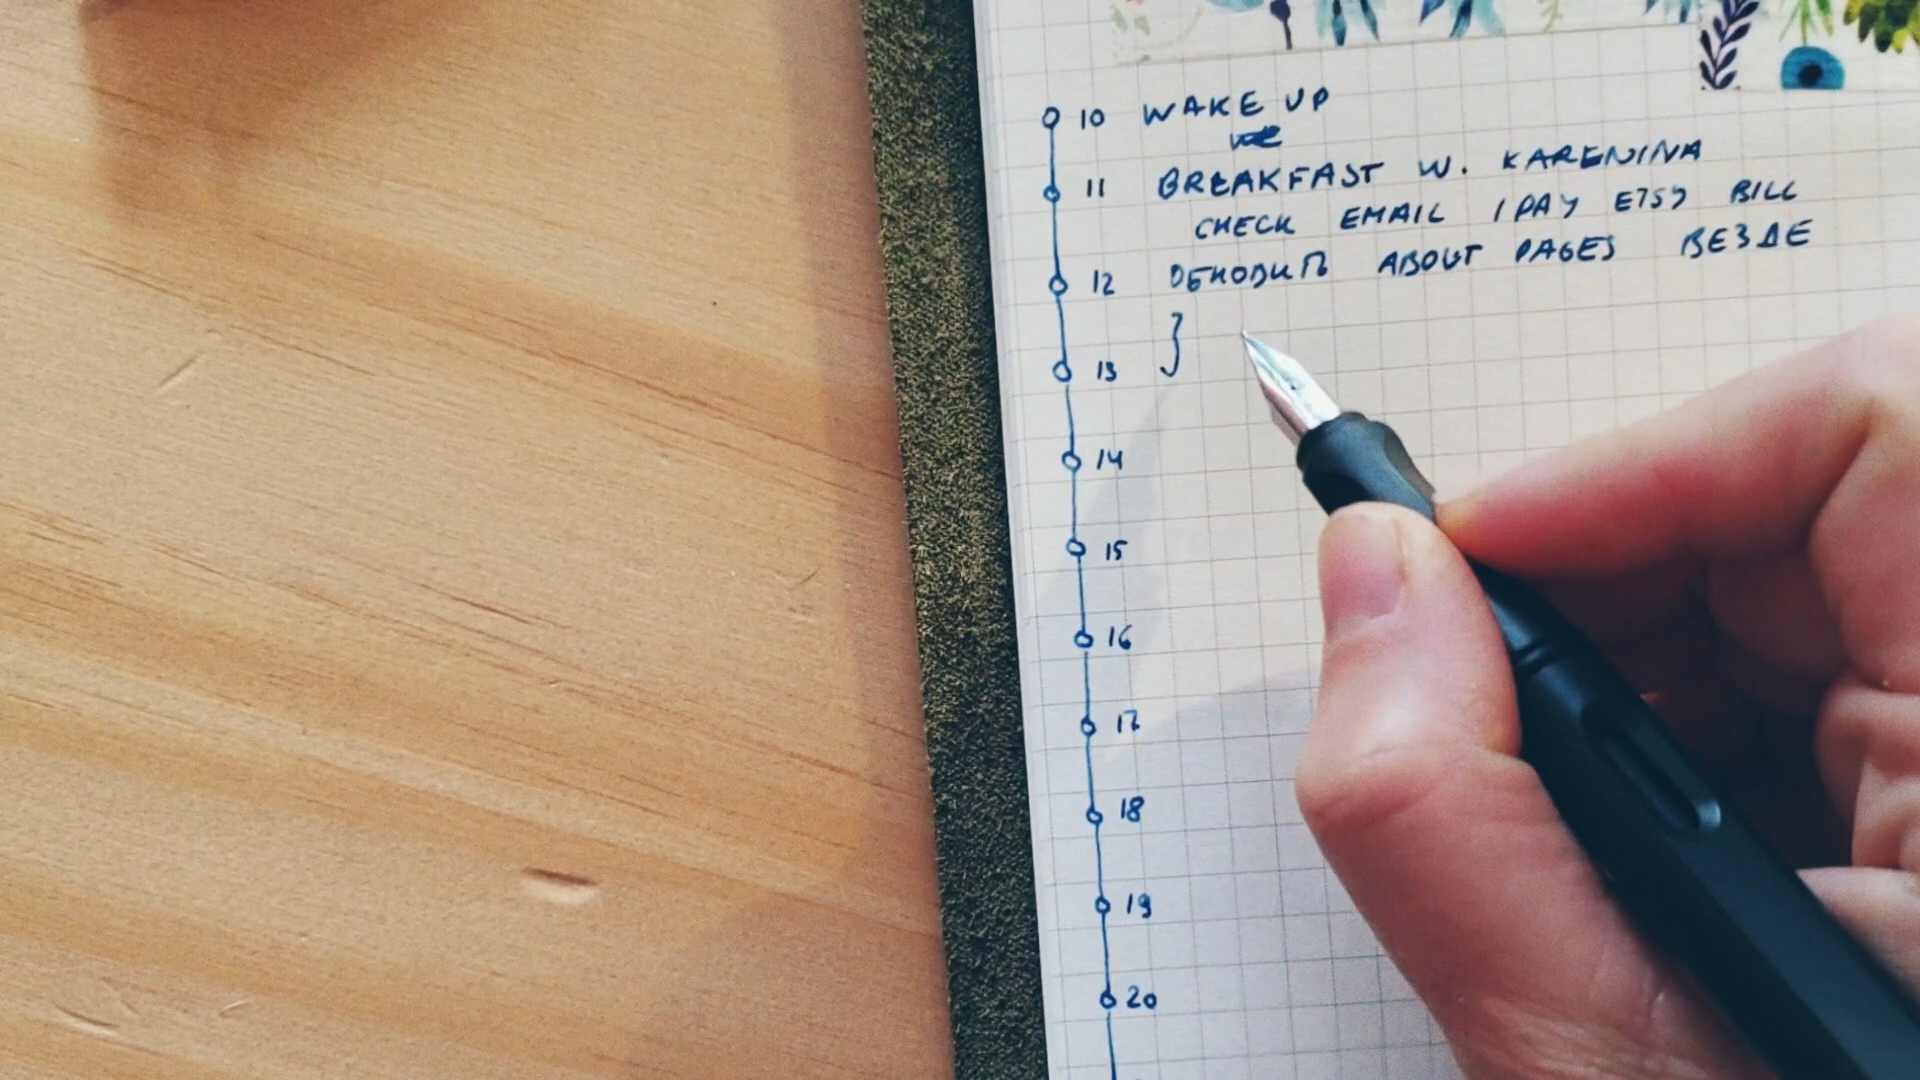 10 WAKE UP
11 BREAKFAST W. KARENINA
CHECK EMAIL / PAY ETSY BILL
12 ОБНОВИТЬ ABOUT PAGES ВЕЗДЕ
13 }
14
15
16
17
18
19
20